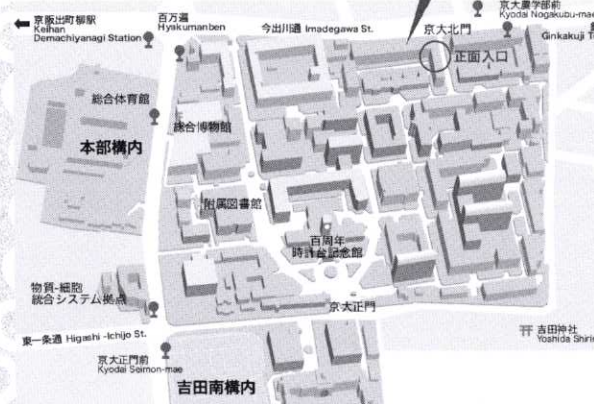 京阪出町柳駅
Keihan
Demachiyanagi Station
百万遍
Hyakumanben
今出川通 Imadegawa St.
京大北門
京大農学部前
Kyodai Nogakubu-mae
Ginkakuji
正面入口
総合体育館
総合博物館
本部構内
附属図書館
百周年
時計台記念館
物質-細胞
統合システム拠点
京大正門
東一条通 Higashi -Ichijo St.
京大正門前
Kyodai Seimon-mae
吉田神社
Yoshida
吉田南構内